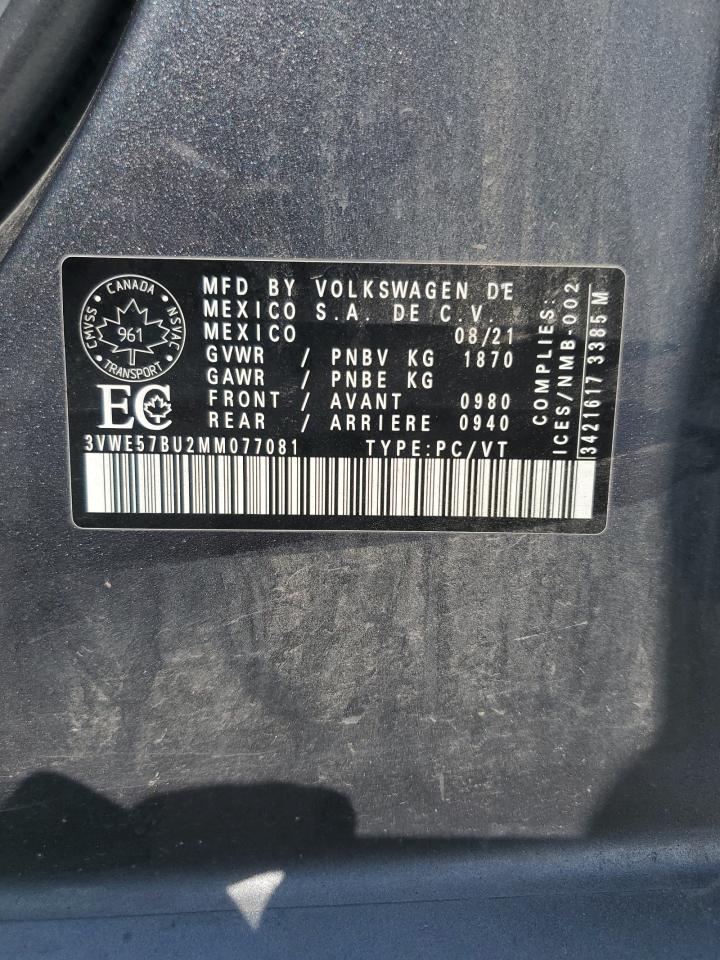 CMVSS • CANADA • NSVAC • TRANSPORT •
961
EC
MFD BY VOLKSWAGEN DE
MEXICO S.A. DE C.V.
MEXICO 08/21
GVWR / PNBV KG 1870
GAWR / PNBE KG
FRONT / AVANT 0980
REAR / ARRIERE 0940
3VWE57BU2MM077081 TYPE:PC/VT
COMPLIES:
ICES/NMB-002
3421617 3385 M